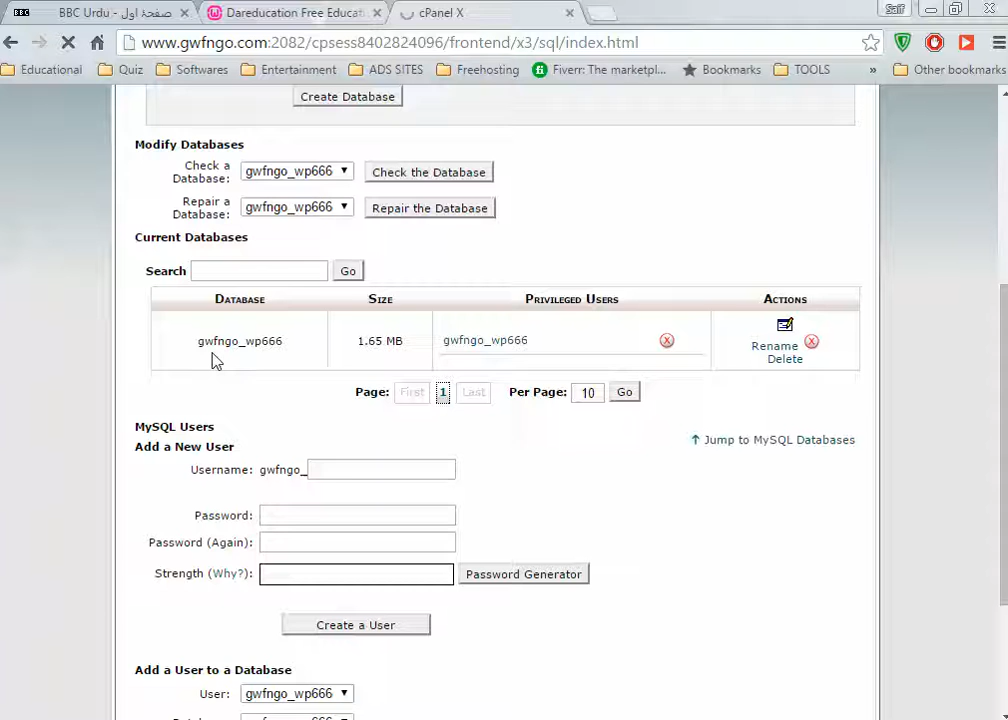 BBC BBC Urdu - صفحۂ اول
Dareducation Free Educat
cPanel X
Saif
www.gwfngo.com:2082/cpsess8402824096/frontend/x3/sql/index.html
Educational Quiz Softwares Entertainment ADS SITES Freehosting Fiverr: The marketpl... Bookmarks TOOLS » Other bookmarks
Create Database
Modify Databases
Check a Database: gwfngo_wp666 Check the Database
Repair a Database: gwfngo_wp666 Repair the Database
Current Databases
Search Go
Database Size Privileged Users Actions
gwfngo_wp666 1.65 MB gwfngo_wp666 Rename Delete
Page: First 1 Last Per Page: 10 Go
MySQL Users
Jump to MySQL Databases
Add a New User
Username: gwfngo_
Password:
Password (Again):
Strength (Why?): Password Generator
Create a User
Add a User to a Database
User: gwfngo_wp666